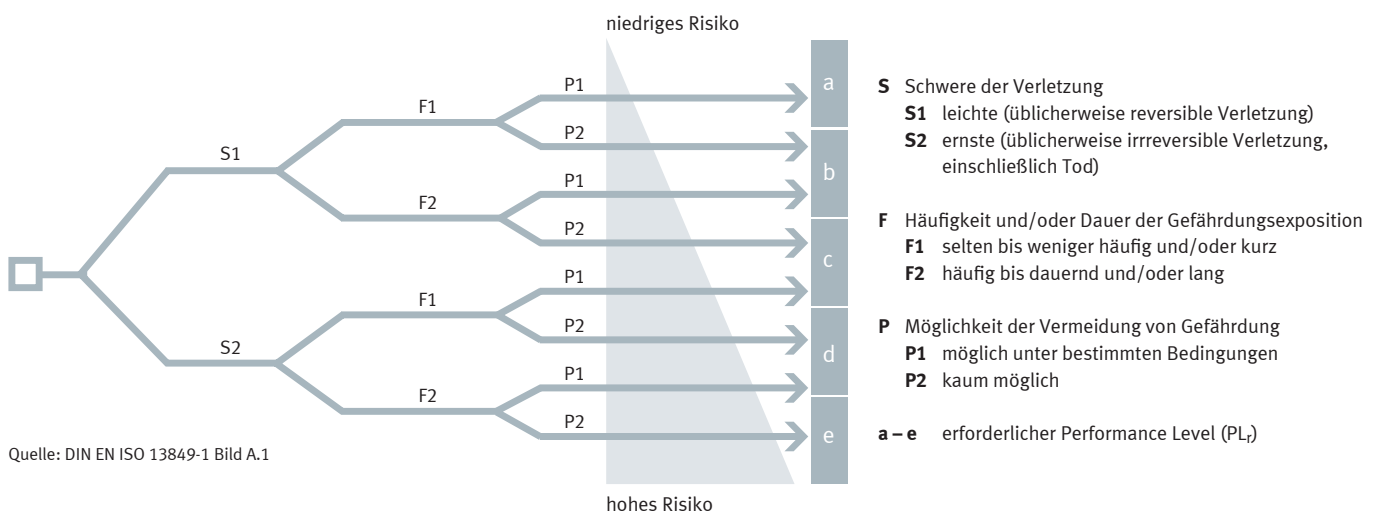 niedriges Risiko
S1
F1
P1
P2
F2
P1
P2
S2
F1
P1
P2
F2
P1
P2
a
b
c
d
e
hohes Risiko
Quelle: DIN EN ISO 13849-1 Bild A.1
S Schwere der Verletzung
S1 leichte (üblicherweise reversible Verletzung)
S2 ernste (üblicherweise irrreversible Verletzung,
einschließlich Tod)
F Häufigkeit und/oder Dauer der Gefährdungsexposition
F1 selten bis weniger häufig und/oder kurz
F2 häufig bis dauernd und/oder lang
P Möglichkeit der Vermeidung von Gefährdung
P1 möglich unter bestimmten Bedingungen
P2 kaum möglich
a – e erforderlicher Performance Level (PLr)